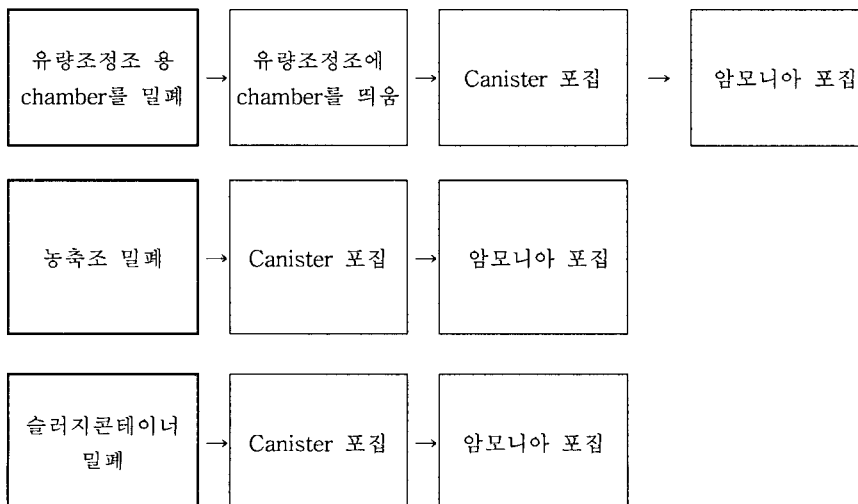 유량조정조 용
chamber를 밀폐
→
유량조정조에
chamber를 띄움
→
Canister 포집
→
암모니아 포집
농축조 밀폐
→
Canister 포집
→
암모니아 포집
슬러지콘테이너
밀폐
→
Canister 포집
→
암모니아 포집